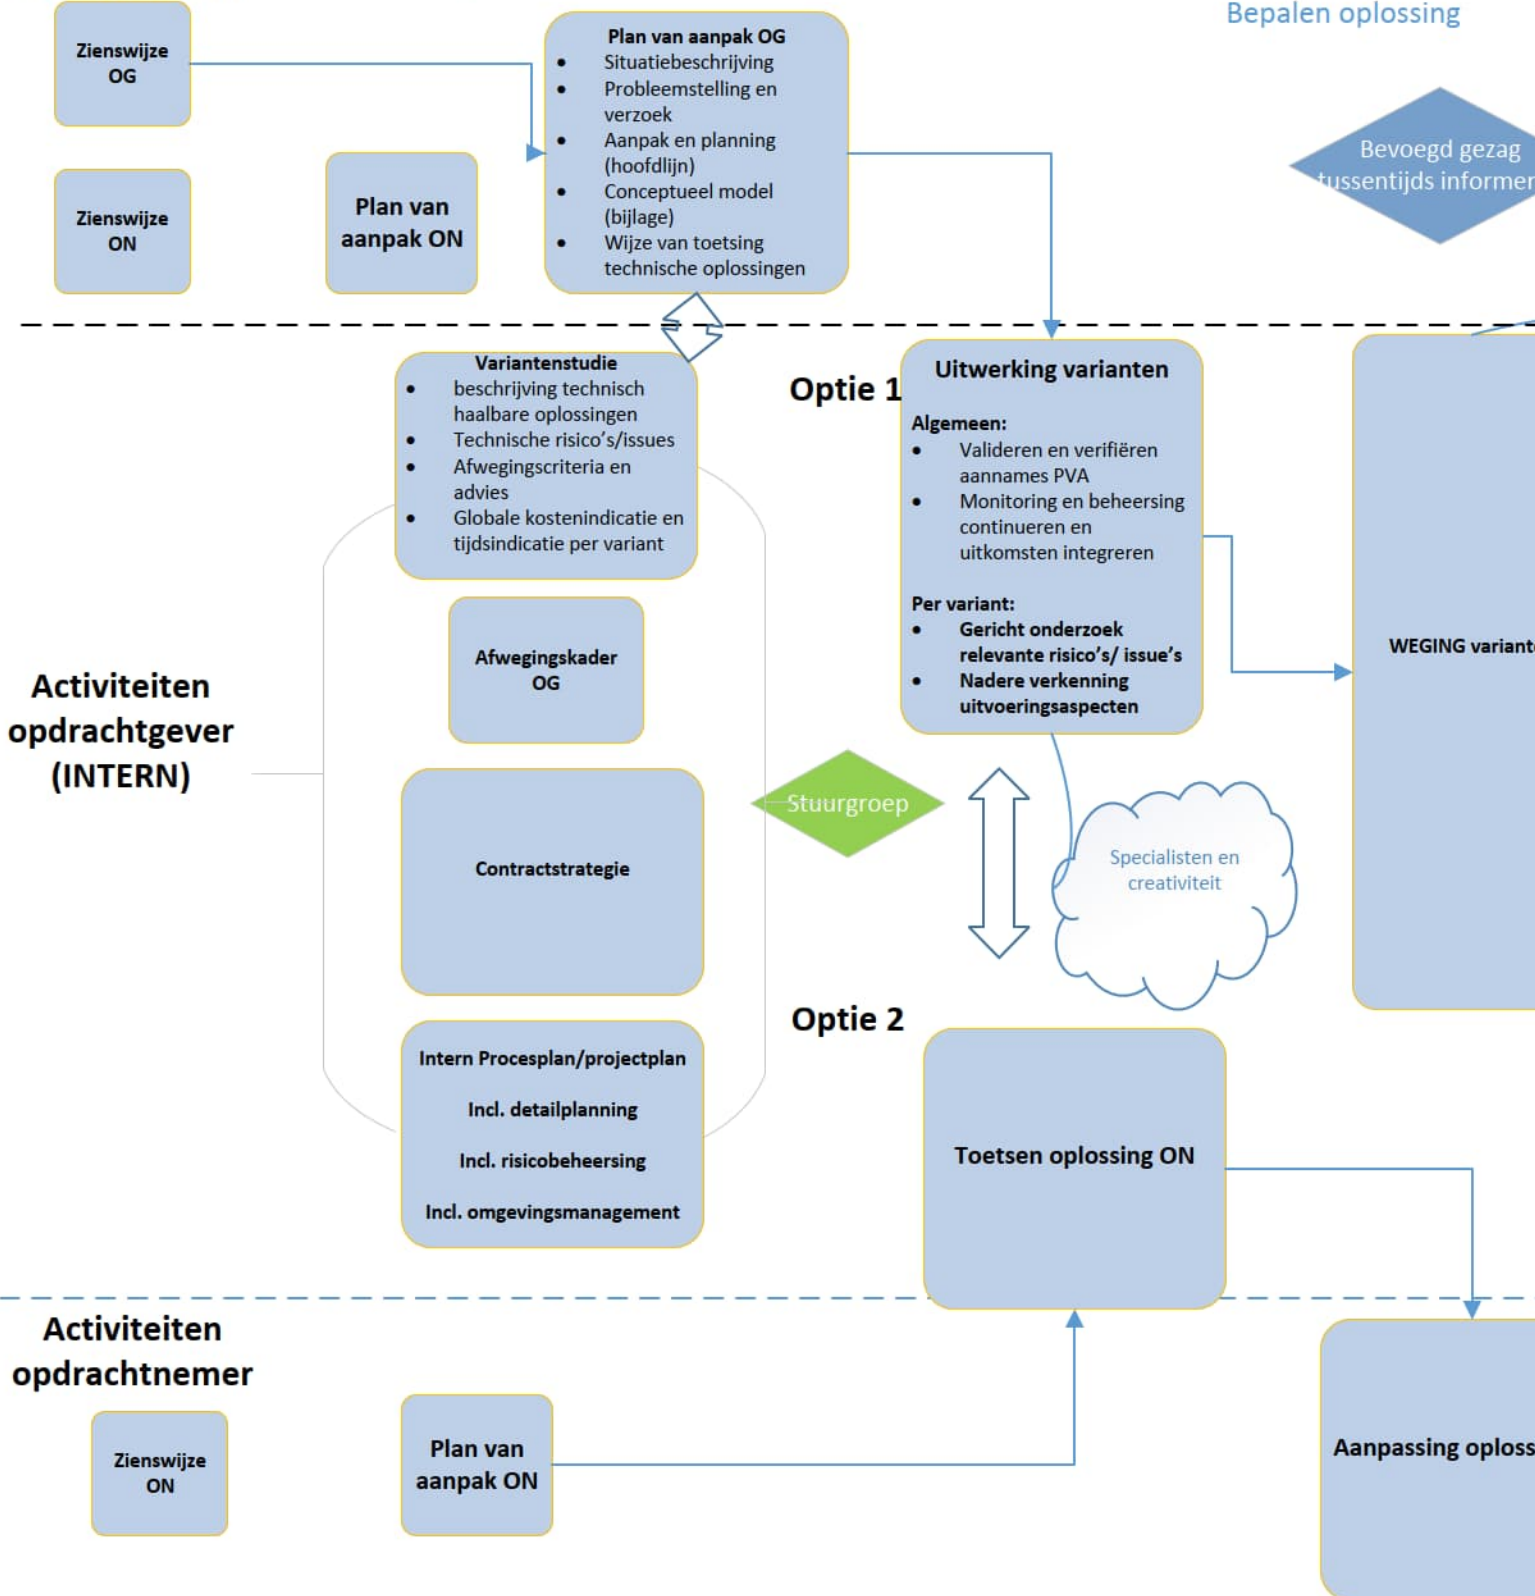 Bepalen oplossing
Zienswijze
OG
Plan van aanpak OG
• Situatiebeschrijving
• Probleemstelling en
verzoek
• Aanpak en planning
(hoofdlijn)
• Conceptueel model
(bijlage)
• Wijze van toetsing
technische oplossingen
Bevoegd gezag
tussentijds
Zienswijze
ON
Plan van
aanpak ON
Variantenstudie
• beschrijving technisch
haalbare oplossingen
• Technische risico's/issues
• Afwegingscriteria en
advies
• Globale kostenindicatie en
tijdsindicatie per variant
Optie 1
Uitwerking varianten
Algemeen:
• Valideren en verifiëren
aannames PVA
• Monitoring en beheersing
continueren en
uitkomsten integreren
Per variant:
• Gericht onderzoek
relevante risico's/ issue's
• Nadere verkenning
uitvoeringsaspecten
WEGING
Activiteiten
opdrachtgever
(INTERN)
Afwegingskader
OG
Contractstrategie
Stuurgroep
Specialisten en
creativiteit
Intern Procesplan/projectplan
Incl. detailplanning
Incl. risicobeheersing
Incl. omgevingsmanagement
Optie 2
Toetsen oplossing ON
Activiteiten
opdrachtnemer
Zienswijze
ON
Plan van
aanpak ON
Aanpassing